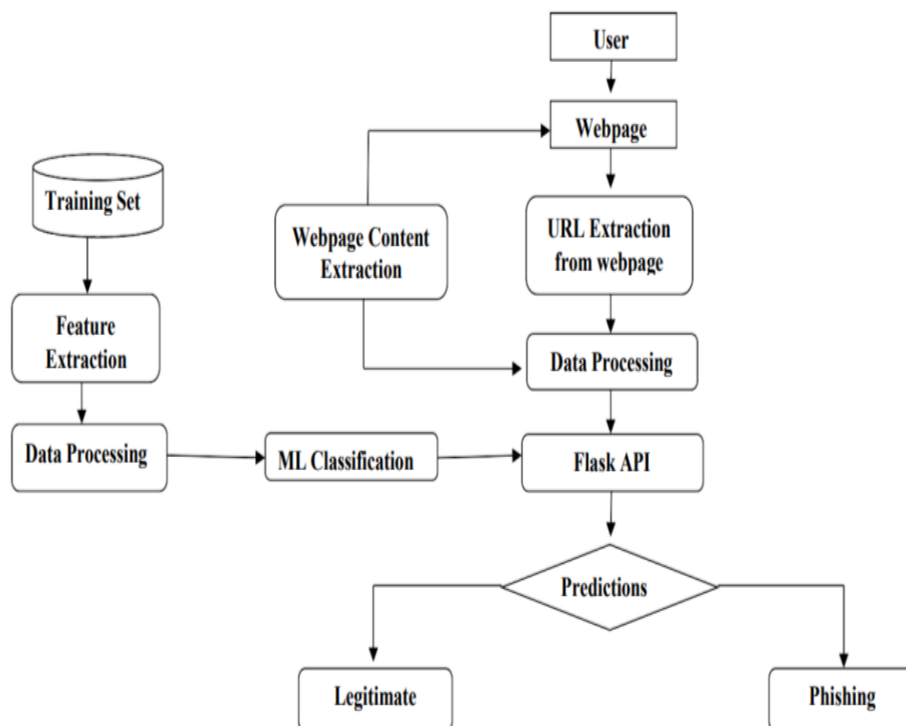 User
Webpage
Training Set
Webpage Content
Extraction
URL Extraction
from webpage
Feature
Extraction
Data Processing
Data Processing
ML Classification
Flask API
Predictions
Legitimate
Phishing